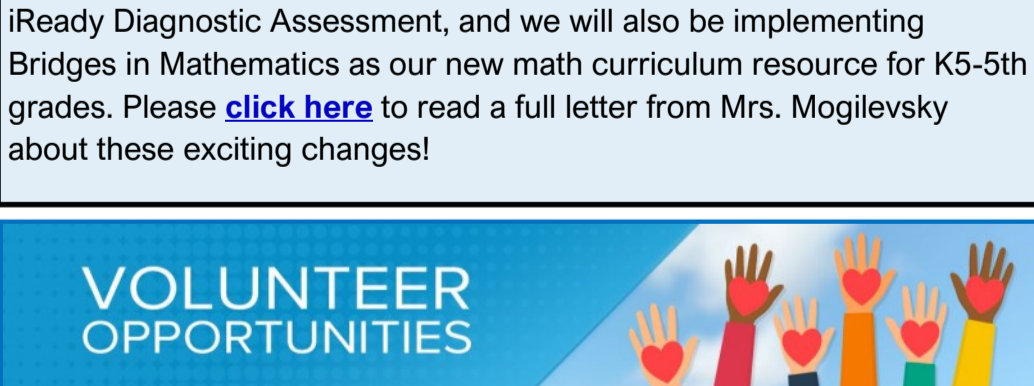 iReady Diagnostic Assessment, and we will also be implementing
Bridges in Mathematics as our new math curriculum resource for K5-5th
grades. Please click here to read a full letter from Mrs. Mogilevsky
about these exciting changes!
VOLUNTEER
OPPORTUNITIES